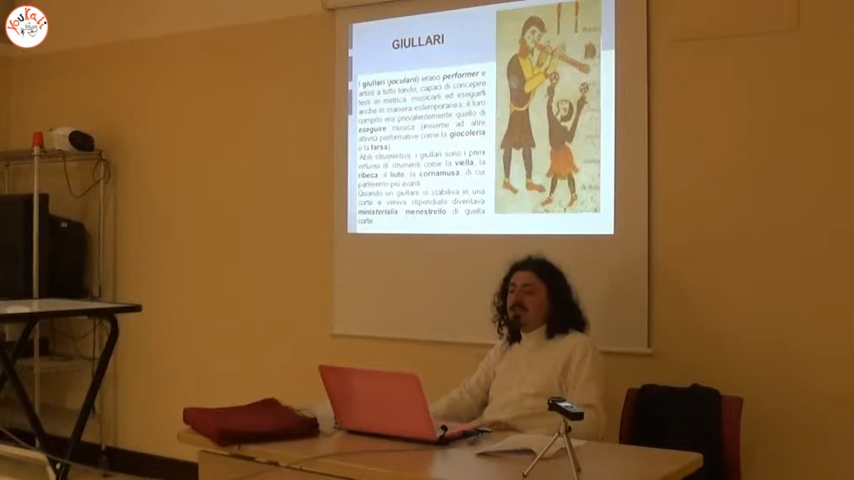 Youkali
GIULLARI
I giullari (joculari) erano performer e
artisti a tutto tondo, capaci di concepire
testi in metrica, musicarli ed eseguirli
anche in maniera estemporanea. Il loro
compito era prevalentemente quello di
eseguire musica (insieme ad altre
attività performative come la giocoleria
o la farsa).
Abili strumentisti, i giullari sono i primi
virtuosi di strumenti come la viella, la
ribeca, il liuto, la cornamusa, di cui
parleremo più avanti.
Quando un giullare si stabiliva in una
corte e veniva stipendiato diventava
ministerialis menestrello di quella
corte.